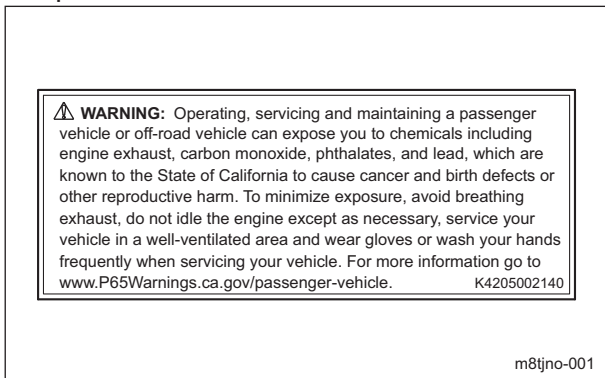 ⚠ WARNING: Operating, servicing and maintaining a passenger
vehicle or off-road vehicle can expose you to chemicals including
engine exhaust, carbon monoxide, phthalates, and lead, which are
known to the State of California to cause cancer and birth defects or
other reproductive harm. To minimize exposure, avoid breathing
exhaust, do not idle the engine except as necessary, service your
vehicle in a well-ventilated area and wear gloves or wash your hands
frequently when servicing your vehicle. For more information go to
www.P65Warnings.ca.gov/passenger-vehicle. K4205002140
m8tjno-001